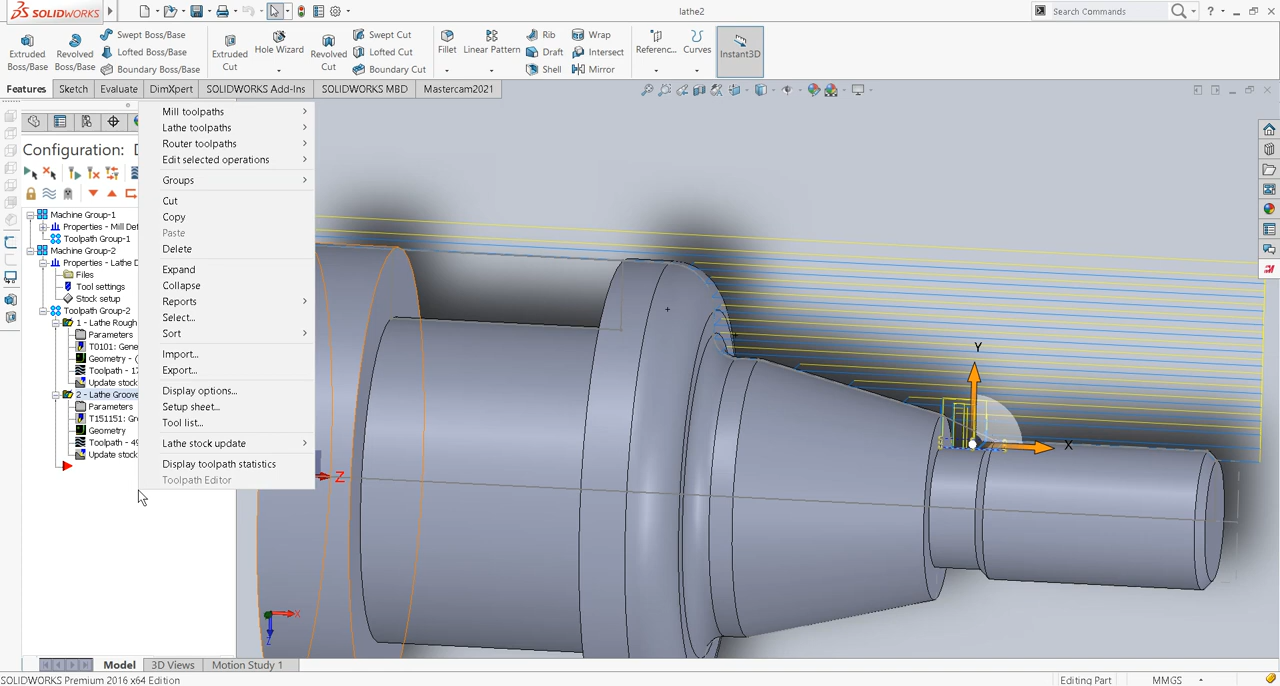 SOLIDWORKS
lathe2
Search Commands
Extruded Boss/Base
Revolved Boss/Base
Swept Boss/Base
Lofted Boss/Base
Boundary Boss/Base
Extruded Cut
Hole Wizard
Revolved Cut
Swept Cut
Lofted Cut
Boundary Cut
Fillet
Linear Pattern
Rib
Draft
Shell
Wrap
Intersect
Mirror
Referenc...
Curves
Instant3D
Features
Sketch
Evaluate
DimXpert
SOLIDWORKS Add-Ins
SOLIDWORKS MBD
Mastercam2021
Configuration: D
Machine Group-1
Properties - Mill Def
Toolpath Group-1
Machine Group-2
Properties - Lathe D
Files
Tool settings
Stock setup
Toolpath Group-2
1 - Lathe Rough
Parameters
T0101: Gene
Geometry - (
Toolpath - 17
Update stock
2 - Lathe Groove
Parameters
T151151: Gr
Geometry
Toolpath - 49
Update stock
Mill toolpaths
Lathe toolpaths
Router toolpaths
Edit selected operations
Groups
Cut
Copy
Paste
Delete
Expand
Collapse
Reports
Select...
Sort
Import...
Export...
Display options...
Setup sheet...
Tool list...
Lathe stock update
Display toolpath statistics
Toolpath Editor
Y
X
Z
X
Z
Model
3D Views
Motion Study 1
SOLIDWORKS Premium 2016 x64 Edition
Editing Part
MMGS